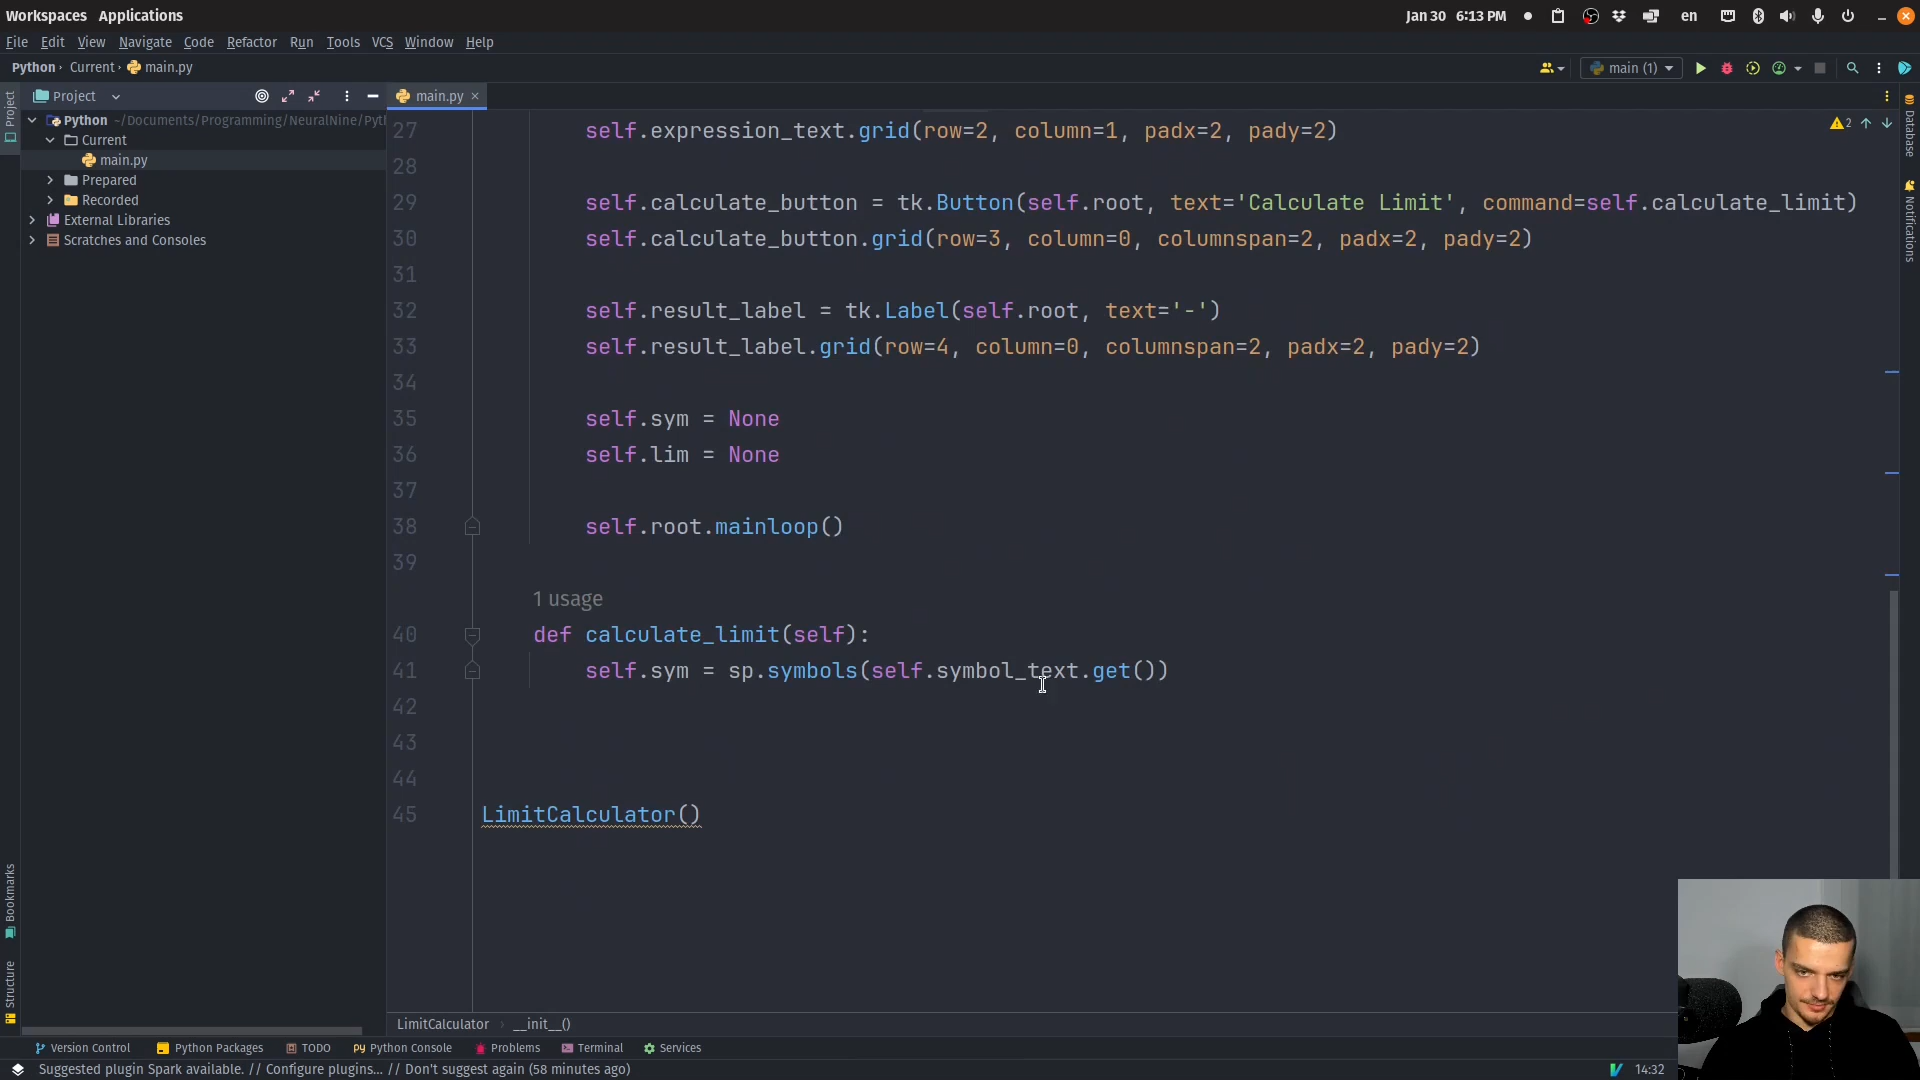 Workspaces Applications
Jan 30 6:13 PM
en
File Edit View Navigate Code Refactor Run Tools VCS Window Help
Python Current main.py
main (1)
Project
main.py
Project
Python ~/Documents/Programming/NeuralNine/Pyt
Current
main.py
Prepared
Recorded
External Libraries
Scratches and Consoles
Bookmarks
Structure
Database
Notifications
2
27 self.expression_text.grid(row=2, column=1, padx=2, pady=2)
28
29 self.calculate_button = tk.Button(self.root, text='Calculate Limit', command=self.calculate_limit)
30 self.calculate_button.grid(row=3, column=0, columnspan=2, padx=2, pady=2)
31
32 self.result_label = tk.Label(self.root, text='-')
33 self.result_label.grid(row=4, column=0, columnspan=2, padx=2, pady=2)
34
35 self.sym = None
36 self.lim = None
37
38 self.root.mainloop()
39
1 usage
40 def calculate_limit(self):
41 self.sym = sp.symbols(self.symbol_text.get())
42
43
44
45 LimitCalculator()
LimitCalculator __init__()
Version Control Python Packages TODO Python Console Problems Terminal Services
Suggested plugin Spark available. // Configure plugins... // Don't suggest again (58 minutes ago)
14:32